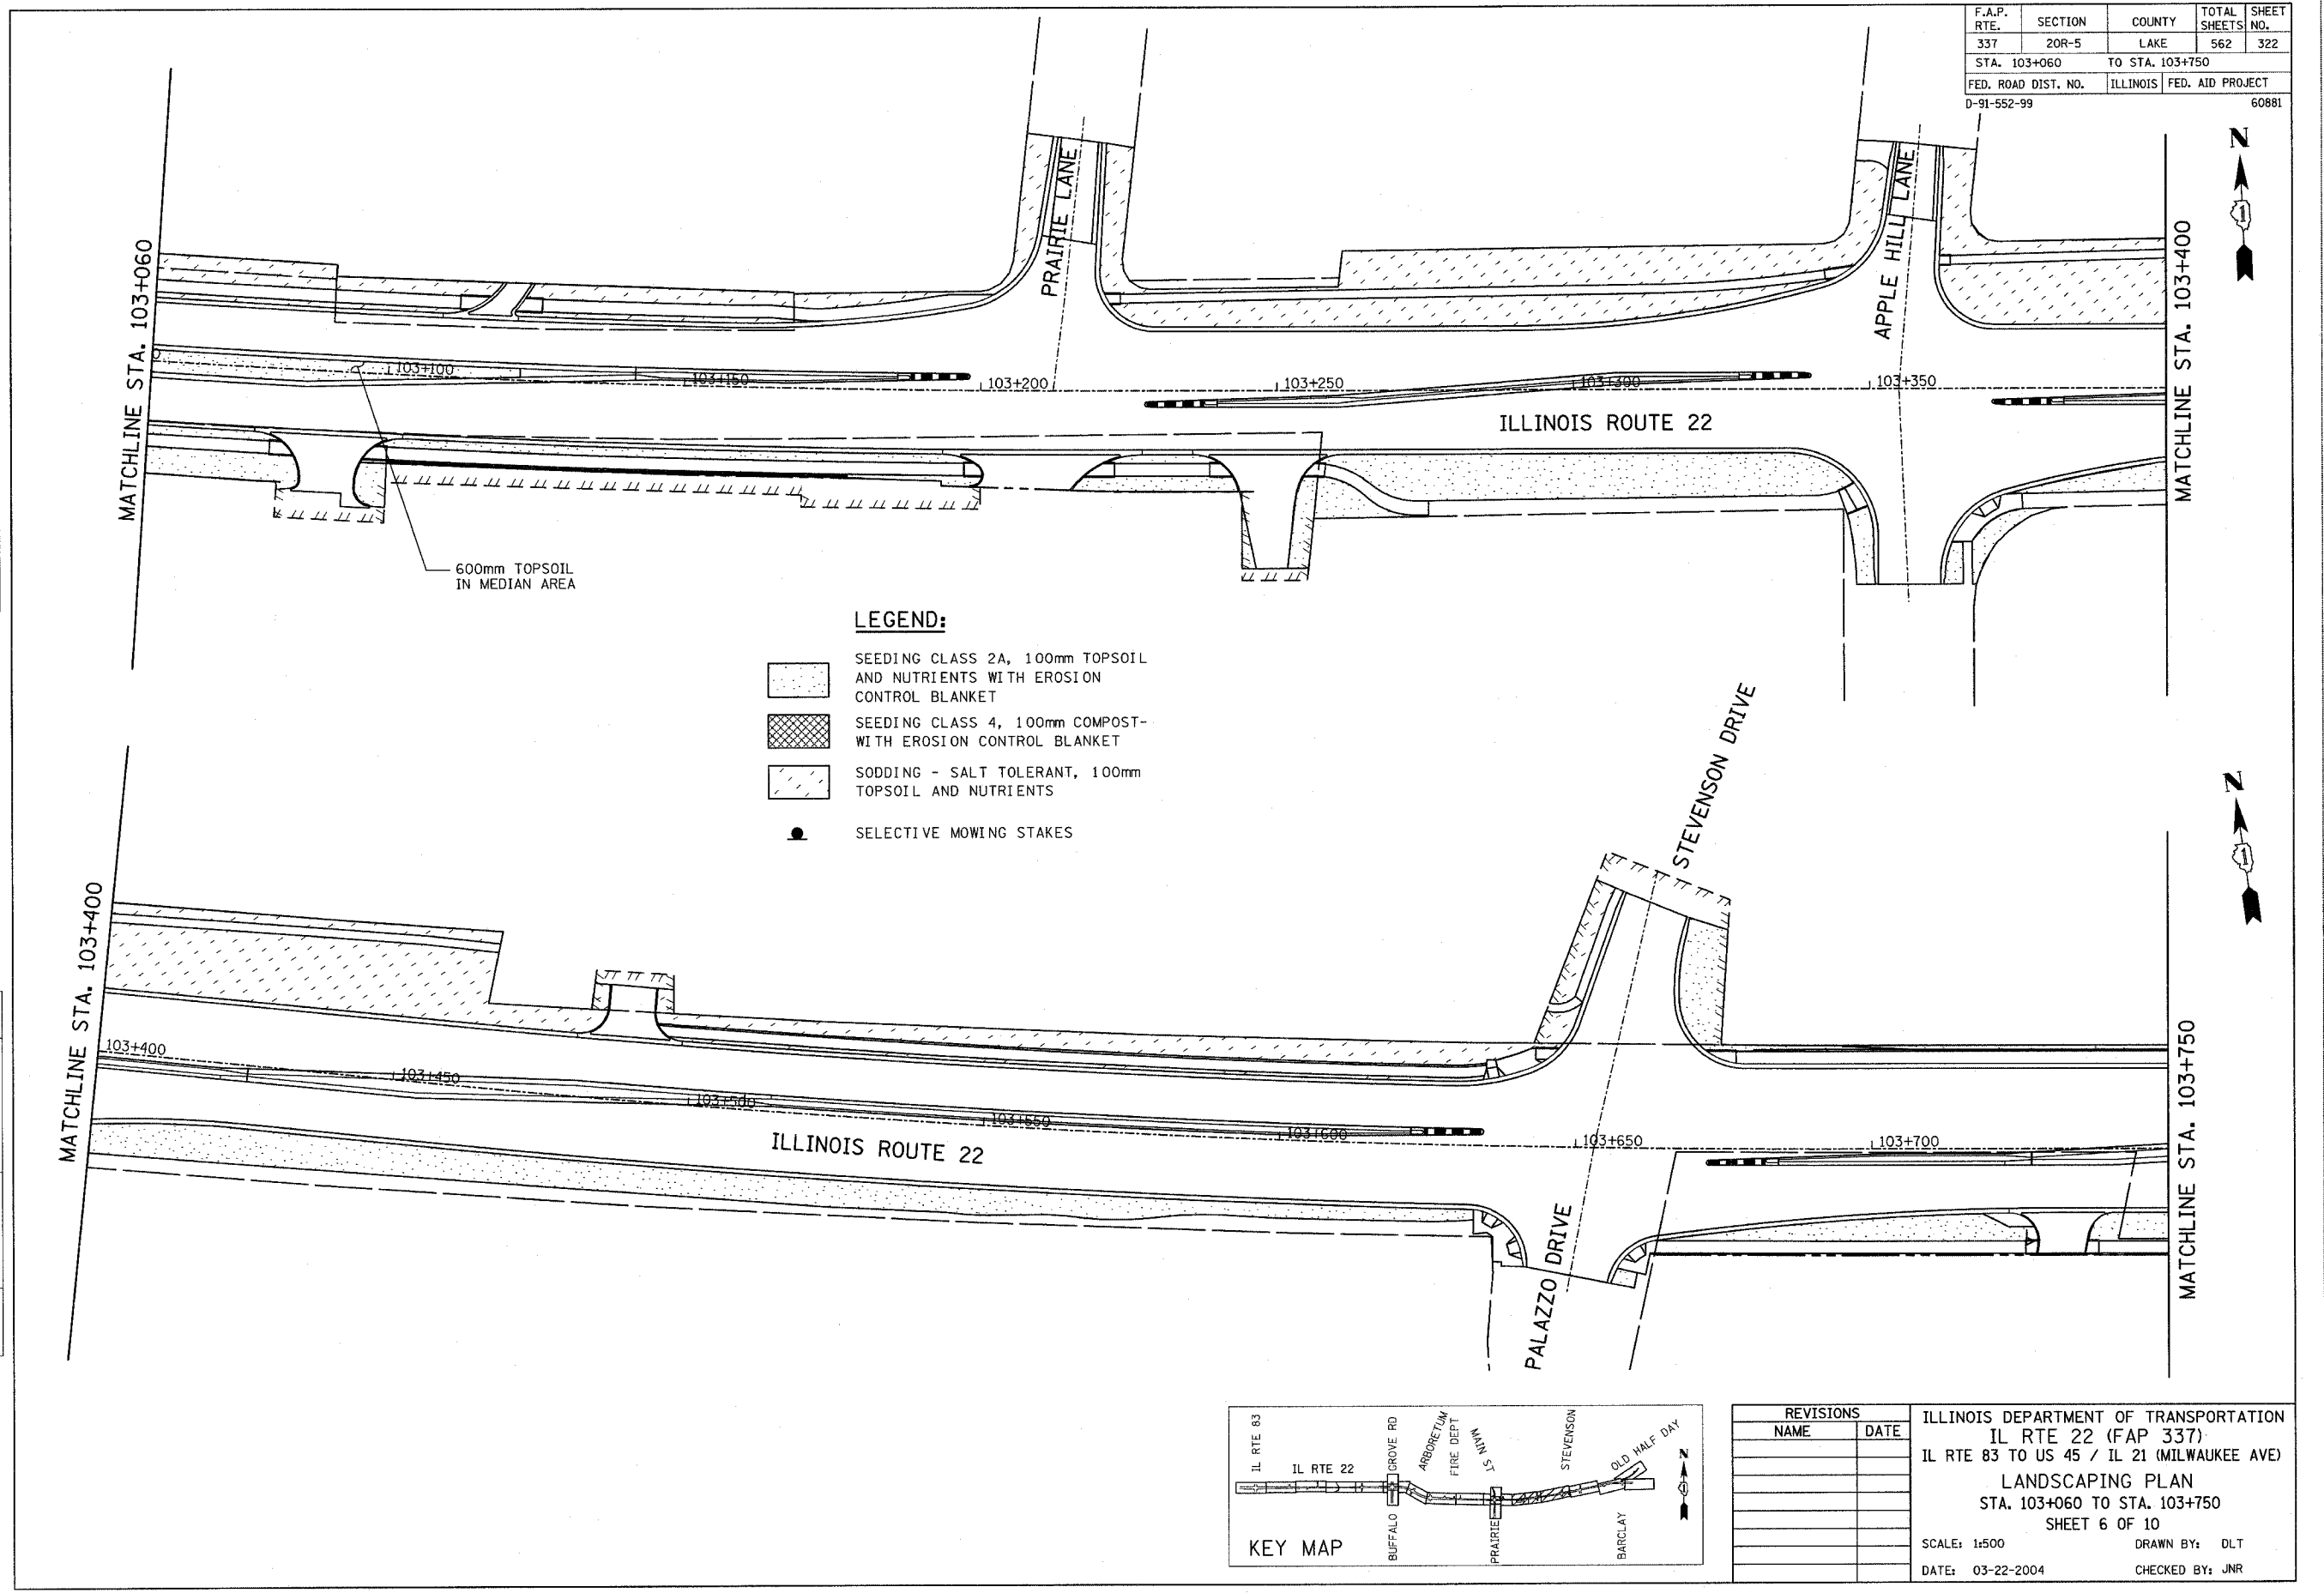 F.A.P. RTE. SECTION COUNTY TOTAL SHEETS SHEET NO.
337 20R-5 LAKE 562 322
STA. 103+060 TO STA. 103+750
FED. ROAD DIST. NO. ILLINOIS FED. AID PROJECT
D-91-552-99 60881
N
MATCHLINE STA. 103+060
PRAIRIE LANE
APPLE HILL LANE
MATCHLINE STA. 103+400
103+100
103+150
103+200
103+250
103+300
103+350
ILLINOIS ROUTE 22
600mm TOPSOIL
IN MEDIAN AREA
LEGEND:
SEEDING CLASS 2A, 100mm TOPSOIL
AND NUTRIENTS WITH EROSION
CONTROL BLANKET
SEEDING CLASS 4, 100mm COMPOST-
WITH EROSION CONTROL BLANKET
SODDING - SALT TOLERANT, 100mm
TOPSOIL AND NUTRIENTS
SELECTIVE MOWING STAKES
N
MATCHLINE STA. 103+400
STEVENSON DRIVE
103+400
103+450
103+500
103+550
103+600
103+650
103+700
ILLINOIS ROUTE 22
PALAZZO DRIVE
MATCHLINE STA. 103+750
IL RTE 83
IL RTE 22
GROVE RD
ARBORETUM
FIRE DEPT
MAIN ST
STEVENSON
OLD HALF DAY
N
BUFFALO
PRAIRIE
BARCLAY
KEY MAP
REVISIONS
NAME DATE
ILLINOIS DEPARTMENT OF TRANSPORTATION
IL RTE 22 (FAP 337)
IL RTE 83 TO US 45 / IL 21 (MILWAUKEE AVE)
LANDSCAPING PLAN
STA. 103+060 TO STA. 103+750
SHEET 6 OF 10
SCALE: 1:500 DRAWN BY: DLT
DATE: 03-22-2004 CHECKED BY: JNR